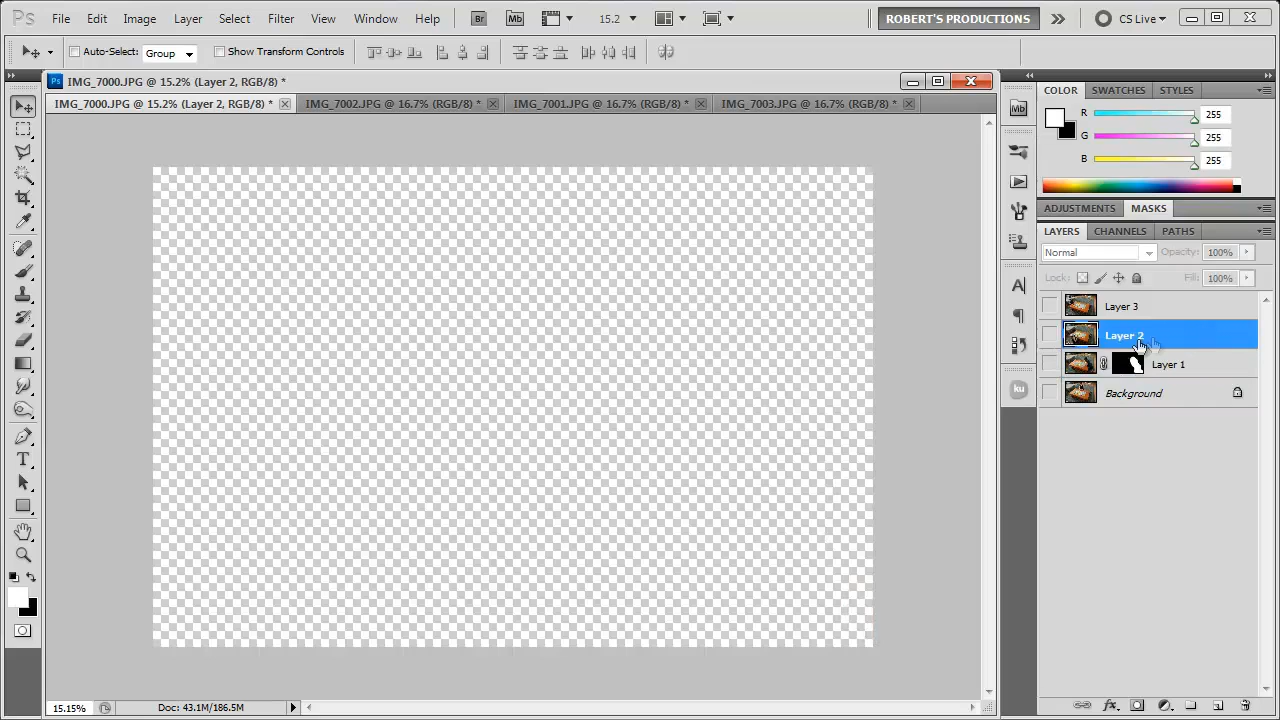 Ps File Edit Image Layer Select Filter View Window Help Br Mb 15.2 ROBERT'S PRODUCTIONS CS Live
Auto-Select: Group Show Transform Controls
Ps IMG_7000.JPG @ 15.2% (Layer 2, RGB/8) *
IMG_7000.JPG @ 15.2% (Layer 2, RGB/8) * IMG_7002.JPG @ 16.7% (RGB/8) * IMG_7001.JPG @ 16.7% (RGB/8) * IMG_7003.JPG @ 16.7% (RGB/8) *
Mb
COLOR SWATCHES STYLES
R 255
G 255
B 255
ADJUSTMENTS MASKS
LAYERS CHANNELS PATHS
Normal Opacity: 100%
Lock: Fill: 100%
Layer 3
Layer 2
Layer 1
Background
A
ku
T
fx
15.15% Doc: 43.1M/186.5M